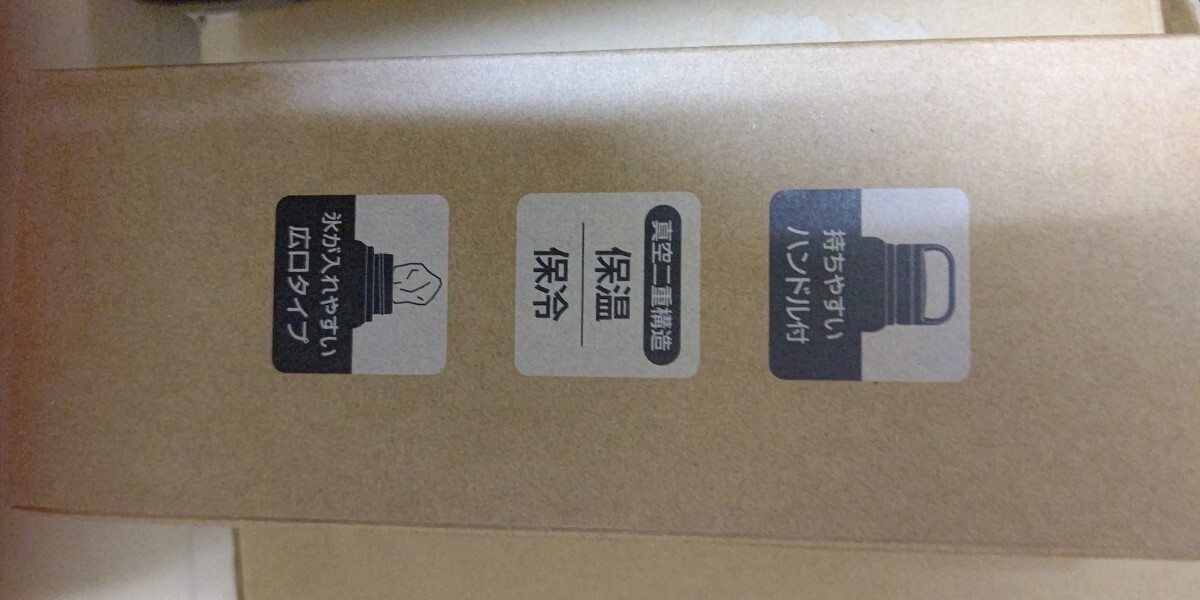 持ちやすい
ハンドル付
真空二重構造
保温
保冷
氷が入れやすい
広口タイプ